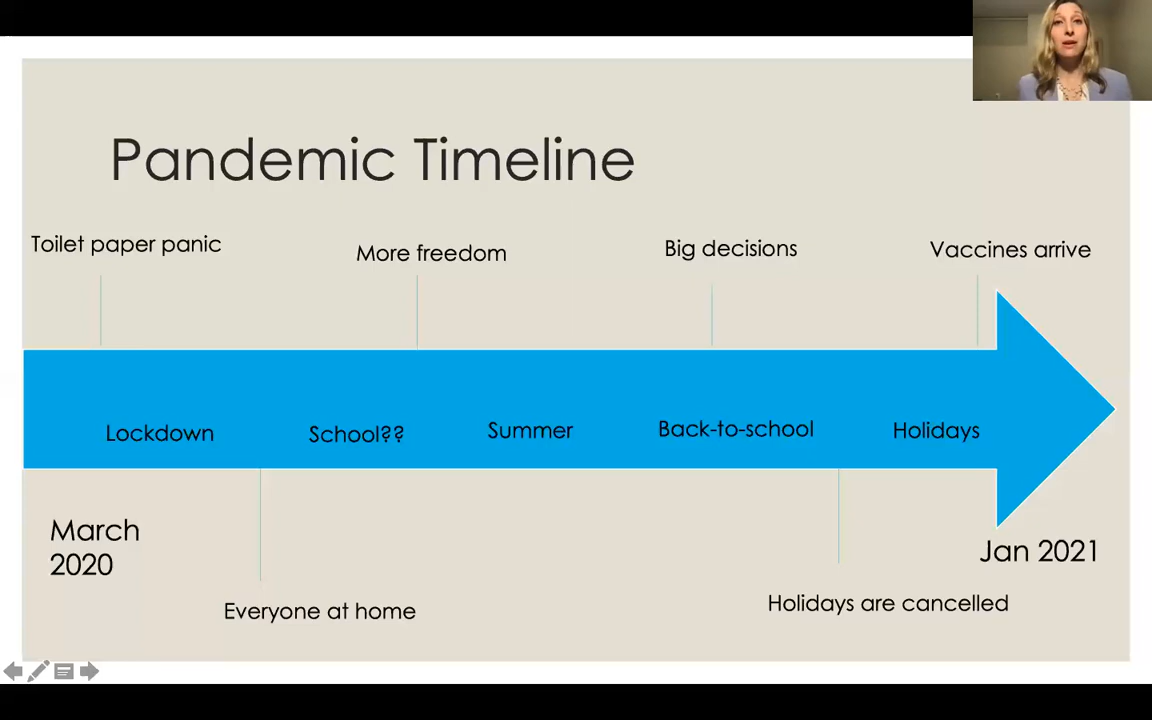 Pandemic Timeline
Toilet paper panic
More freedom
Big decisions
Vaccines arrive
Lockdown
School??
Summer
Back-to-school
Holidays
March
2020
Jan 2021
Everyone at home
Holidays are cancelled